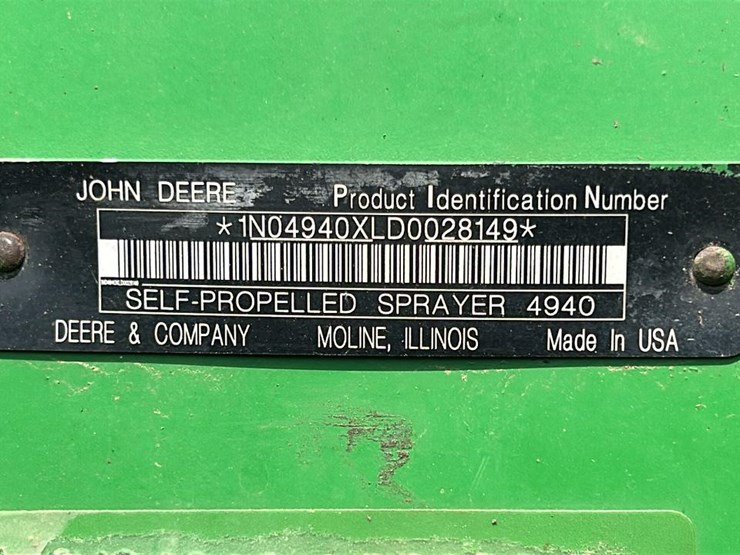 JOHN DEERE Product Identification Number
*1N04940XLD0028149*
SELF-PROPELLED SPRAYER 4940
DEERE & COMPANY MOLINE, ILLINOIS Made In USA